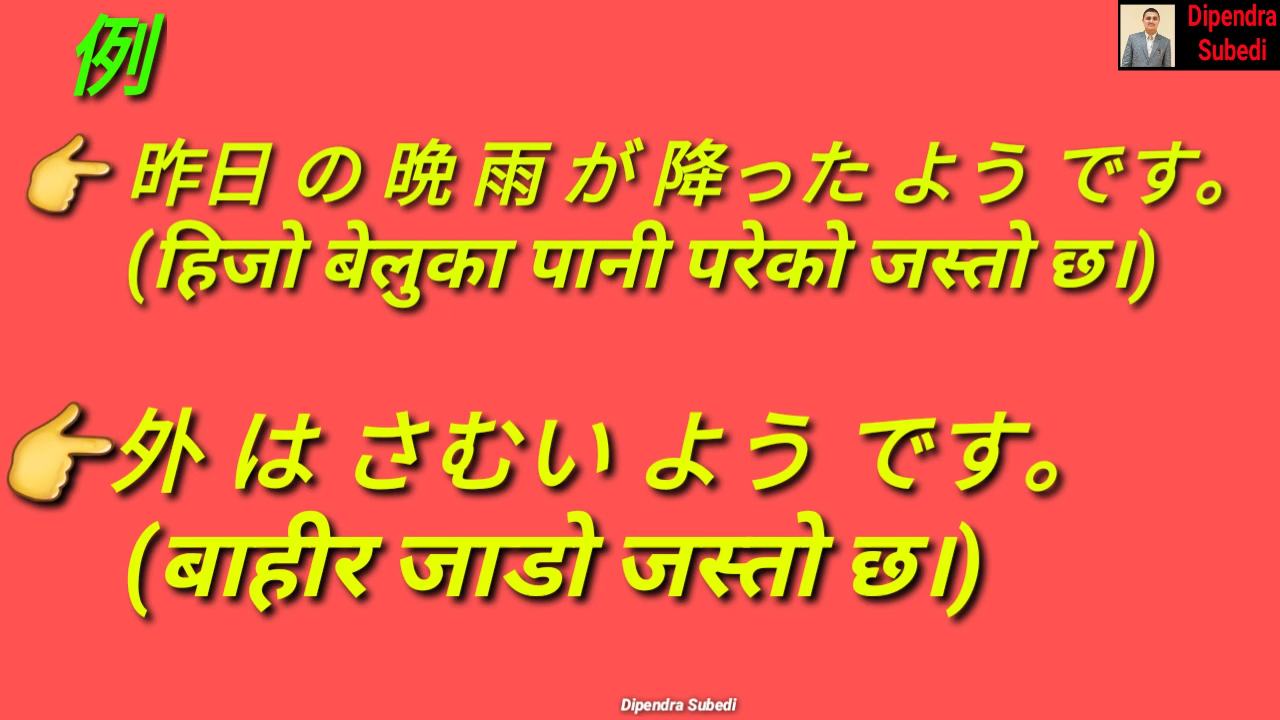 例
Dipendra
Subedi
👉 昨日 の 晩 雨 が 降った よう です。
(हिजो बेलुका पानी परेको जस्तो छ।)
👉外 は さむい よう です。
(बाहीर जाडो जस्तो छ।)
Dipendra Subedi